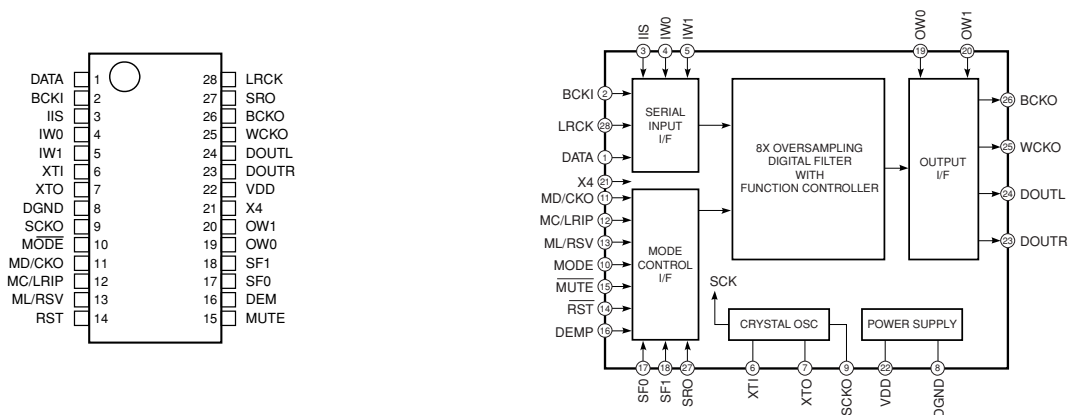 DATA 1 28 LRCK
BCKI 2 27 SRO
IIS 3 26 BCKO
IW0 4 25 WCKO
IW1 5 24 DOUTL
XTI 6 23 DOUTR
XTO 7 22 VDD
DGND 8 21 X4
SCKO 9 20 OW1
MODE 10 19 OW0
MD/CKO 11 18 SF1
MC/LRIP 12 17 SF0
ML/RSV 13 16 DEM
RST 14 15 MUTE
IIS IW0 IW1 OW0 OW1
3 4 5 19 20
BCKI 2
LRCK 28
DATA 1
SERIAL
INPUT
I/F
X4 21
MD/CKO 11
MC/LRIP 12
ML/RSV 13
MODE 10
MUTE 15
RST 14
DEMP 16
MODE
CONTROL
I/F
8X OVERSAMPLING
DIGITAL FILTER
WITH
FUNCTION CONTROLLER
OUTPUT
I/F
26 BCKO
25 WCKO
24 DOUTL
23 DOUTR
SCK
CRYSTAL OSC
POWER SUPPLY
17 18 27 6 7 9 22 8
SF0 SF1 SRO XTI XTO SCKO VDD DGND